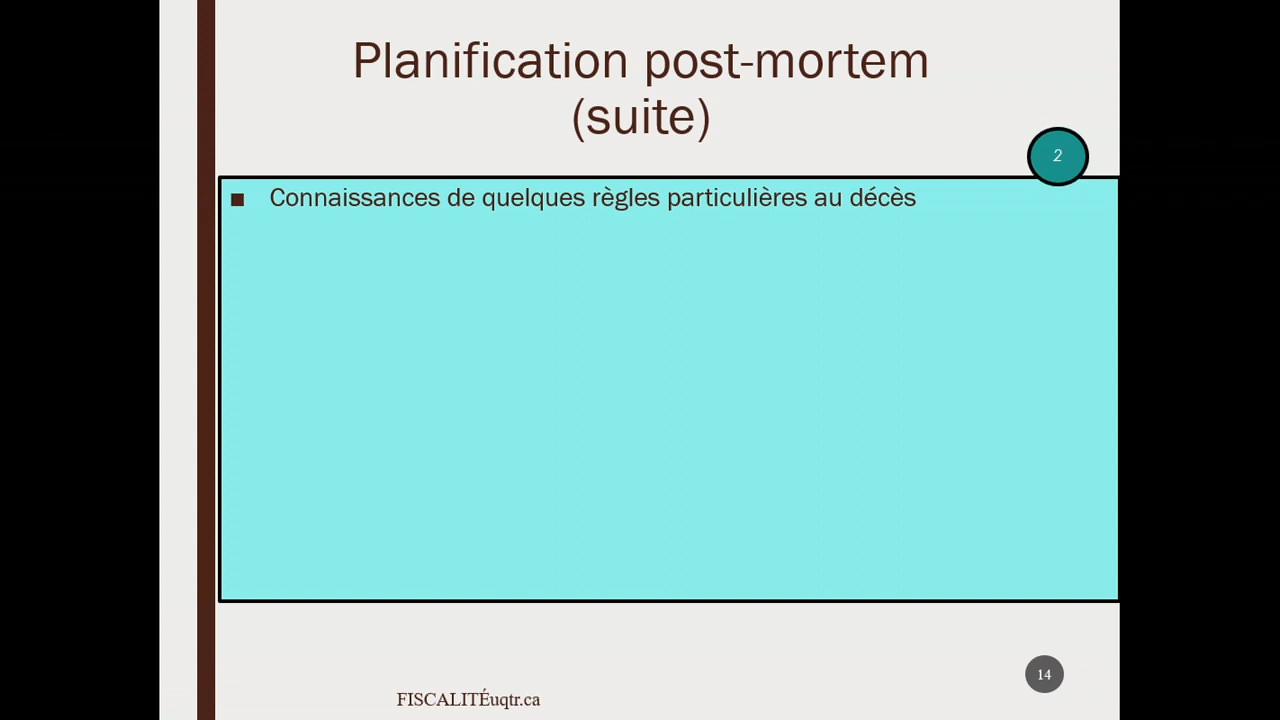 Planification post-mortem
(suite)
2
■ Connaissances de quelques règles particulières au décès
14
FISCALITÉuqtr.ca